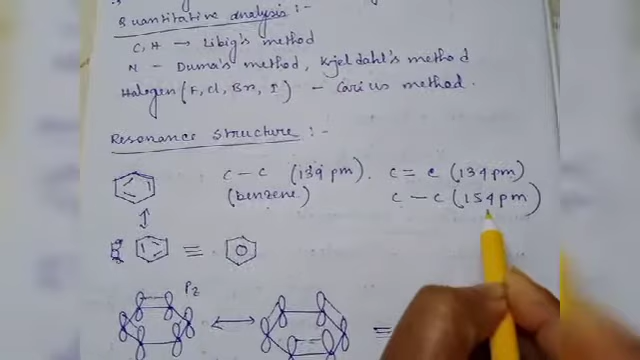 Quantitative analysis :-
C, H → Libig's method
N - Duma's method, Kjeldahl's method
Halogen (F, Cl, Br, I) - Carius method.
Resonance structure :-
C - C (139 pm). C = C (134 pm)
(benzene) C - C (154 pm)
≡
Pz
≡